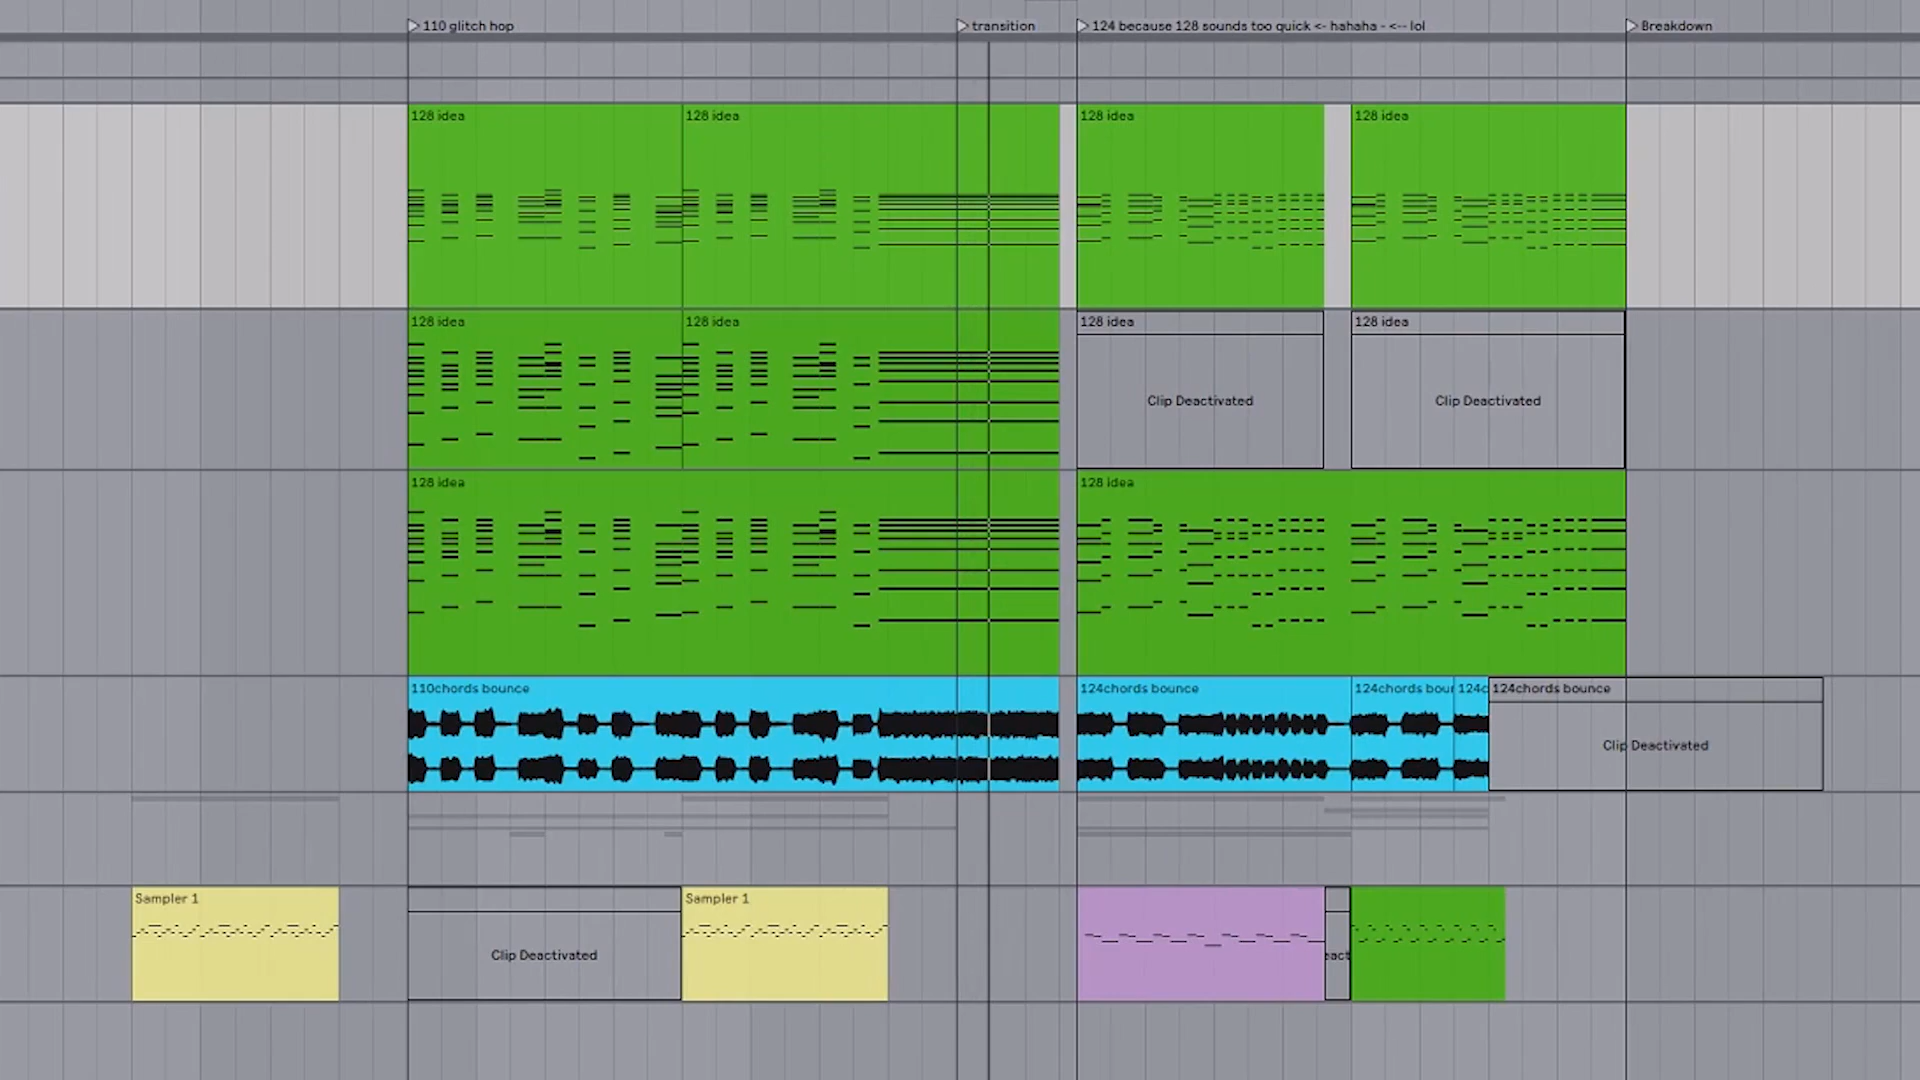 110 glitch hop
transition
124 because 128 sounds too quick <- hahaha - <-- lol
Breakdown
128 idea
128 idea
128 idea
128 idea
128 idea
128 idea
128 idea
128 idea
Clip Deactivated
Clip Deactivated
128 idea
128 idea
110chords bounce
124chords bounce
124chords bour
124c
124chords bounce
Clip Deactivated
Sampler 1
Clip Deactivated
Sampler 1
eact